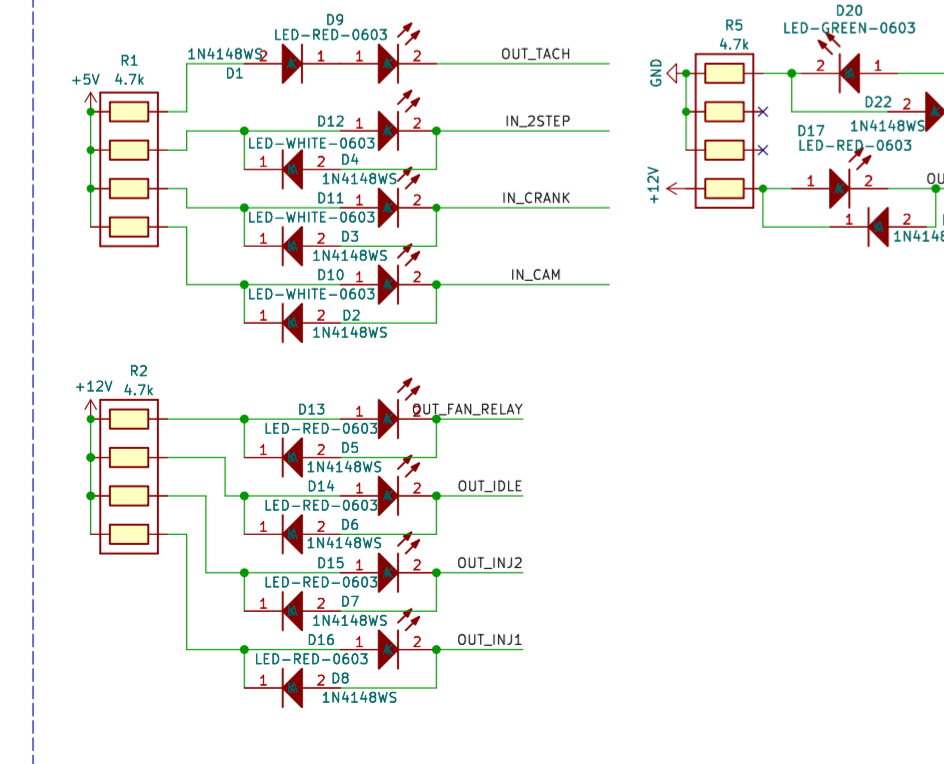 D9
LED-RED-0603
1N4148WS 2 1 1 2 OUT_TACH
D1
R1
4.7k
+5V
D12 1 2 IN_2STEP
LED-WHITE-0603
1 2 D4
1N4148WS
D11 1 2 IN_CRANK
LED-WHITE-0603
1 2 D3
1N4148WS
D10 1 2 IN_CAM
LED-WHITE-0603
1 2 D2
1N4148WS
R2
4.7k
+12V
D13 1 2 OUT_FAN_RELAY
LED-RED-0603
1 2 D5
1N4148WS
D14 1 2 OUT_IDLE
LED-RED-0603
1 2 D6
1N4148WS
D15 1 2 OUT_INJ2
LED-RED-0603
1 2 D7
1N4148WS
D16 1 2 OUT_INJ1
LED-RED-0603
1 2 D8
1N4148WS
R5
4.7k
GND
+12V
D20
LED-GREEN-0603
2 1
D22 2
1N4148WS
D17
LED-RED-0603
1 2 OU
1 2
1N4148